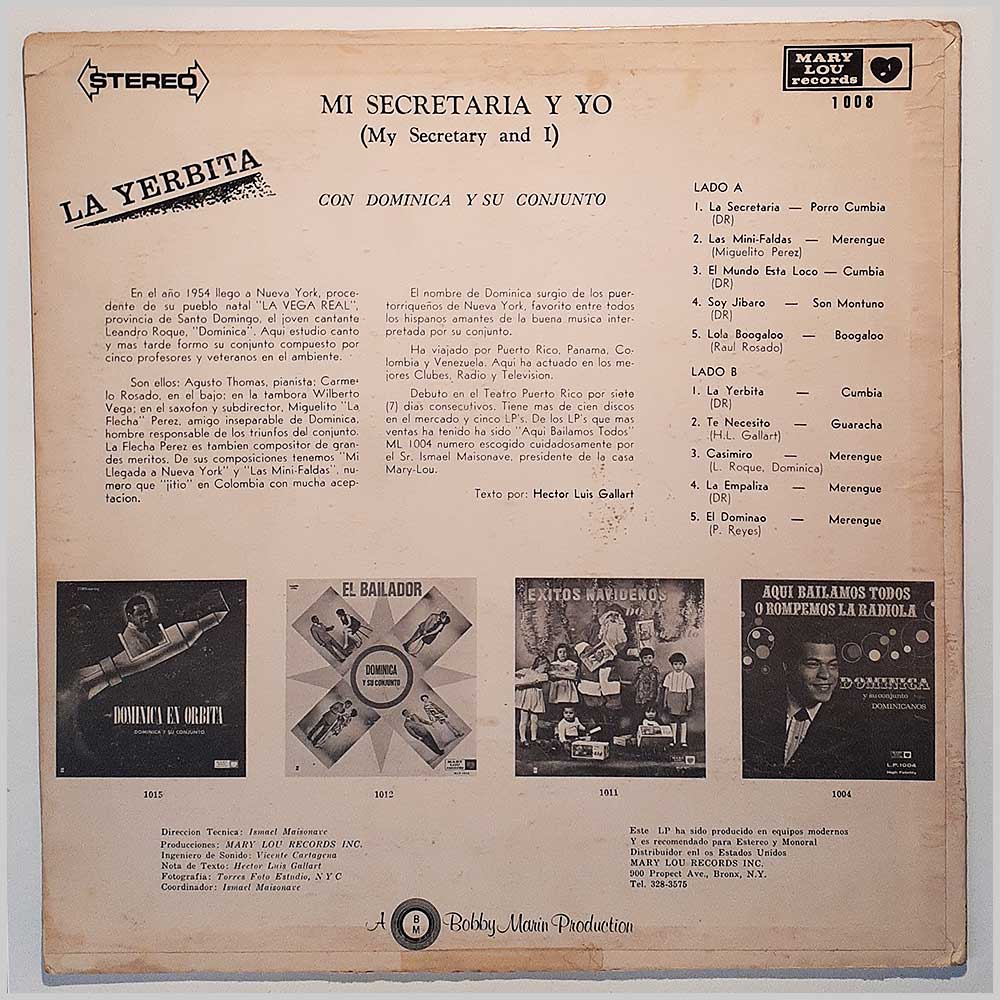 STEREO
MARY LOU records
1008
MI SECRETARIA Y YO
(My Secretary and I)
LA YERBITA
CON DOMINICA Y SU CONJUNTO
En el año 1954 llego a Nueva York, proce-
dente de su pueblo natal "LA VEGA REAL",
provincia de Santo Domingo, el joven cantante
Leandro Roque, "Dominica". Aqui estudio canto
y mas tarde formo su conjunto compuesto por
cinco profesores y veteranos en el ambiente.
Son ellos: Agusto Thomas, pianista; Carme-
lo Rosado, en el bajo; en la tambora Wilberto
Vega; en el saxofon y subdirector, Miguelito "La
Flecha" Perez, amigo inseparable de Dominica,
hombre responsable de los triunfos del conjunto.
La Flecha Perez es tambien compositor de gran-
des meritos. De sus composiciones tenemos "Mi
Llegada a Nueva York" y "Las Mini-Faldas", nu-
mero que "jitio" en Colombia con mucha acep-
tacion.
El nombre de Dominica surgio de los puer-
torriqueños de Nueva York, favorito entre todos
los hispanos amantes de la buena musica inter-
pretada por su conjunto.
Ha viajado por Puerto Rico, Panama, Co-
lombia y Venezuela. Aqui ha actuado en los me-
jores Clubes, Radio y Television.
Debuto en el Teatro Puerto Rico por siete
(7) dias consecutivos. Tiene mas de cien discos
en el mercado y cinco LP's. De los LP's que mas
ventas ha tenido ha sido "Aqui Bailamos Todos"
ML 1004 numero escogido cuidadosamente por
el Sr. Ismael Maisonave, presidente de la casa
Mary-Lou.
Texto por: Hector Luis Gallart
LADO A
1. La Secretaria — Porro Cumbia
(DR)
2. Las Mini-Faldas — Merengue
(Miguelito Perez)
3. El Mundo Esta Loco — Cumbia
(DR)
4. Soy Jibaro — Son Montuno
(DR)
5. Lola Boogaloo — Boogaloo
(Raul Rosado)
LADO B
1. La Yerbita — Cumbia
(DR)
2. Te Necesito — Guaracha
(H.L. Gallart)
3. Casimiro — Merengue
(L. Roque, Dominica)
4. La Empaliza — Merengue
(DR)
5. El Dominao — Merengue
(P. Reyes)
DOMINICA EN ORBITA
DOMINICA Y SU CONJUNTO
1015
EL BAILADOR
DOMINICA
Y SU CONJUNTO
MARY LOU records
1012
EXITOS NAVIDEÑOS
1011
AQUI BAILAMOS TODOS
O ROMPEMOS LA RADIOLA
DOMINICA
y su conjunto
DOMINICANOS
L.P. 1004
High Fidelity
1004
Direccion Tecnica: Ismael Maisonave
Producciones: MARY LOU RECORDS INC.
Ingeniero de Sonido: Vicente Cartagena
Nota de Texto: Hector Luis Gallart
Fotografia: Torres Foto Estudio, N Y C
Coordinador: Ismael Maisonave
Este LP ha sido producido en equipos modernos
Y es recomendado para Estereo y Monoral
Distribuidor enl os Estados Unidos
MARY LOU RECORDS INC.
900 Propect Ave., Bronx, N.Y.
Tel. 328-3575
A BM Bobby Marin Production